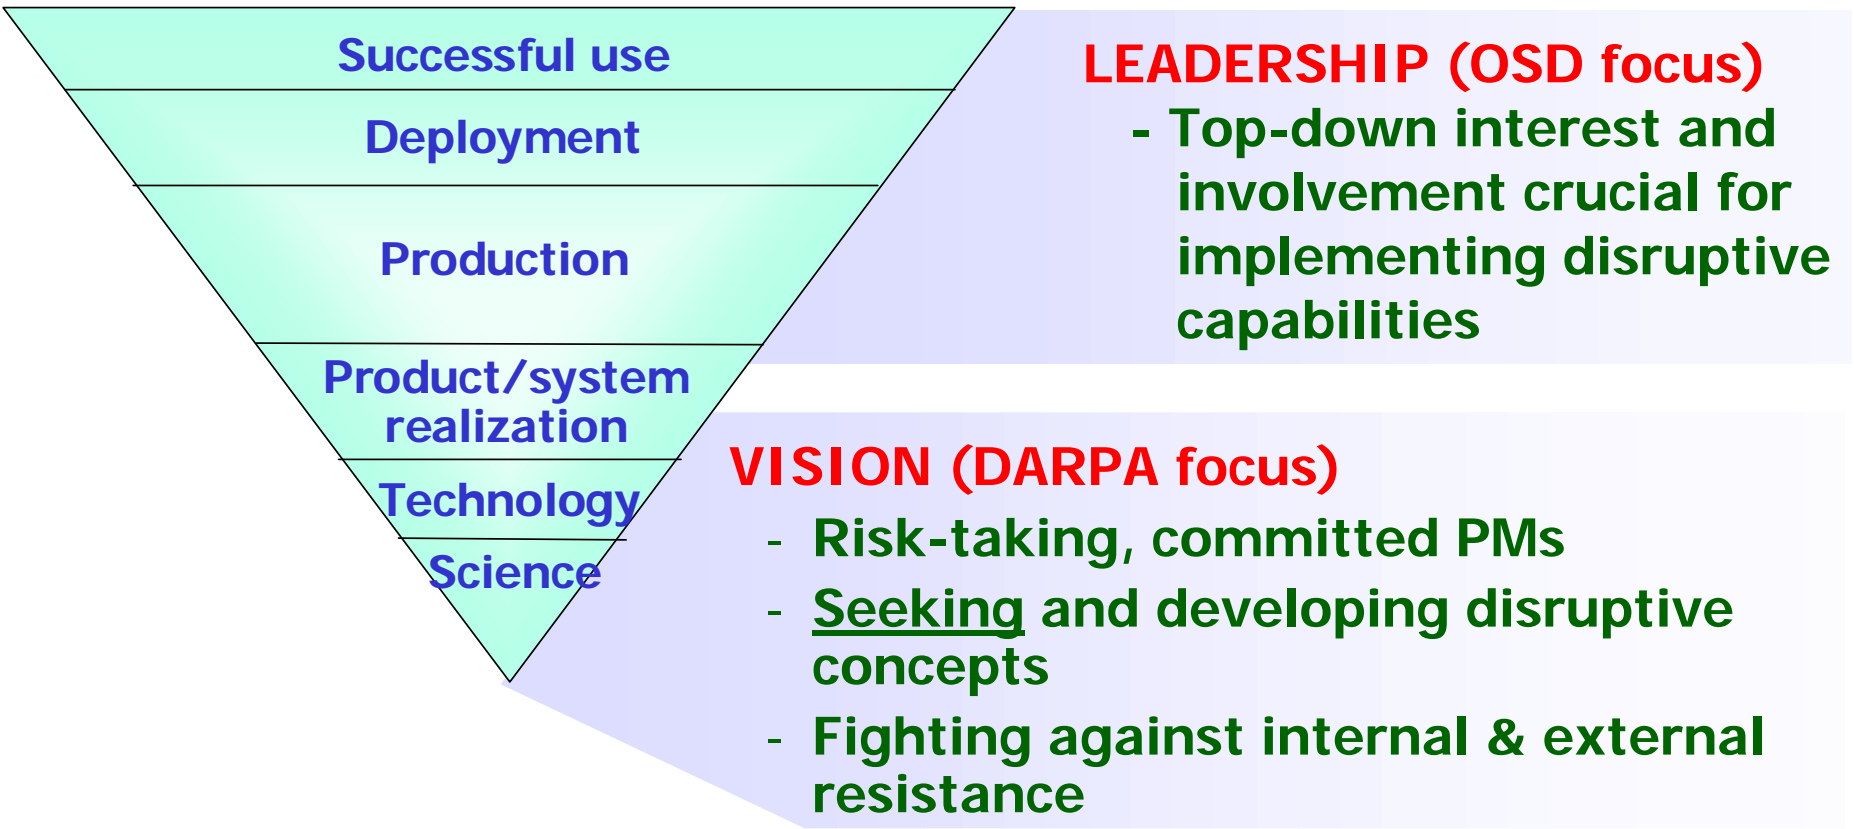 Successful use
Deployment
Production
Product/system
realization
Technology
Science
LEADERSHIP (OSD focus)
- Top-down interest and
involvement crucial for
implementing disruptive
capabilities
VISION (DARPA focus)
- Risk-taking, committed PMs
- Seeking and developing disruptive
concepts
- Fighting against internal & external
resistance